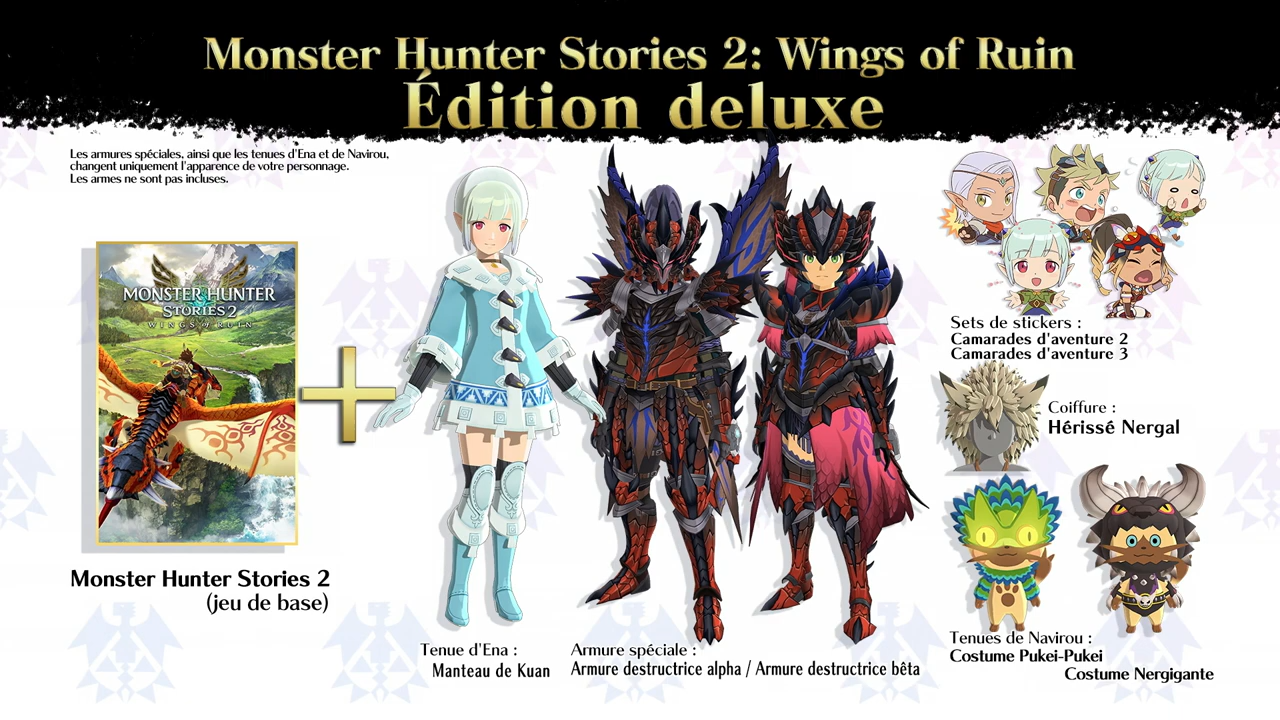 Monster Hunter Stories 2: Wings of Ruin
Édition deluxe
Les armures spéciales, ainsi que les tenues d'Ena et de Navirou,
changent uniquement l'apparence de votre personnage.
Les armes ne sont pas incluses.
MONSTER HUNTER
STORIES 2
WINGS of RUIN
Monster Hunter Stories 2
(jeu de base)
Tenue d'Ena :
Manteau de Kuan
Armure spéciale :
Armure destructrice alpha / Armure destructrice bêta
Sets de stickers :
Camarades d'aventure 2
Camarades d'aventure 3
Coiffure :
Hérissé Nergal
Tenues de Navirou :
Costume Pukei-Pukei
Costume Nergigante